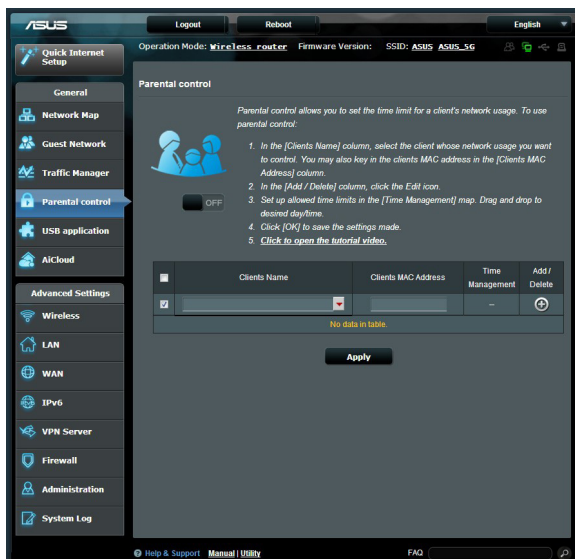 ASUS
Logout
Reboot
English
Quick Internet
Setup
Operation Mode: Wireless router Firmware Version: SSID: ASUS ASUS_5G
General
Network Map
Guest Network
Traffic Manager
Parental control
USB application
AiCloud
Advanced Settings
Wireless
LAN
WAN
IPv6
VPN Server
Firewall
Administration
System Log
Parental control
Parental control allows you to set the time limit for a client's network usage. To use
parental control:
1. In the [Clients Name] column, select the client whose network usage you want
to control. You may also key in the clients MAC address in the [Clients MAC
Address] column.
2. In the [Add / Delete] column, click the Edit icon.
3. Set up allowed time limits in the [Time Management] map. Drag and drop to
desired day/time.
4. Click [OK] to save the settings made.
5. Click to open the tutorial video.
OFF
Clients Name
Clients MAC Address
Time
Management
Add /
Delete
–
No data in table.
Apply
Help & Support Manual | Utility
FAQ